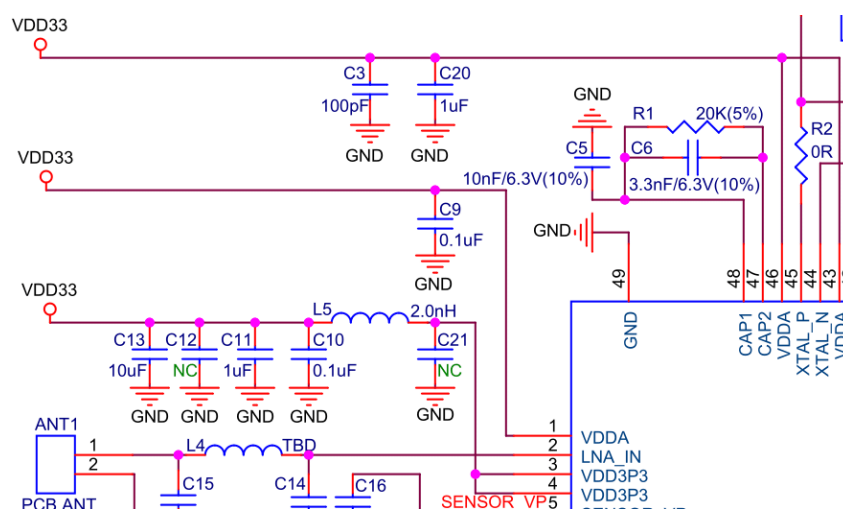 VDD33
C3
100pF
GND
C20
1uF
GND
GND
R1
20K(5%)
C5
C6
10nF/6.3V(10%)
3.3nF/6.3V(10%)
R2
0R
VDD33
C9
0.1uF
GND
GND
49
48
47
46
45
44
43
GND
CAP1
CAP2
VDDA
XTAL_P
XTAL_N
VDDA
VDD33
L5
2.0nH
C13
10uF
GND
C12
NC
GND
C11
1uF
GND
C10
0.1uF
GND
C21
NC
GND
ANT1
1
2
PCB ANT
L4
TBD
C15
C14
C16
1
VDDA
2
LNA_IN
3
VDD3P3
4
VDD3P3
SENSOR_VP
5
SENSOR_VP